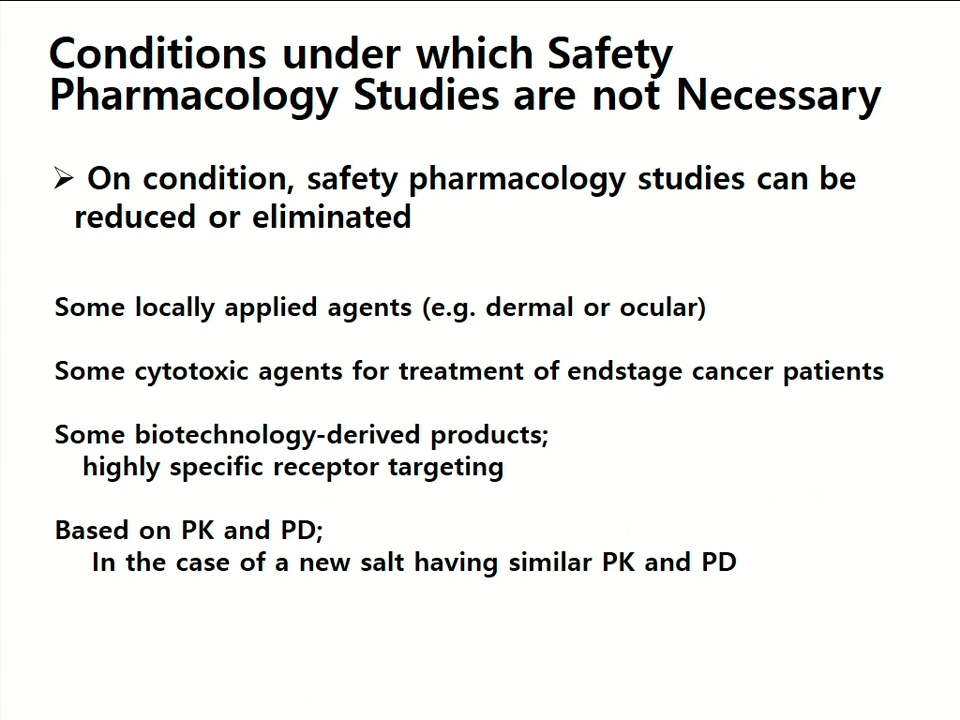 Conditions under which Safety
Pharmacology Studies are not Necessary
➢ On condition, safety pharmacology studies can be
reduced or eliminated
Some locally applied agents (e.g. dermal or ocular)
Some cytotoxic agents for treatment of endstage cancer patients
Some biotechnology-derived products;
highly specific receptor targeting
Based on PK and PD;
In the case of a new salt having similar PK and PD